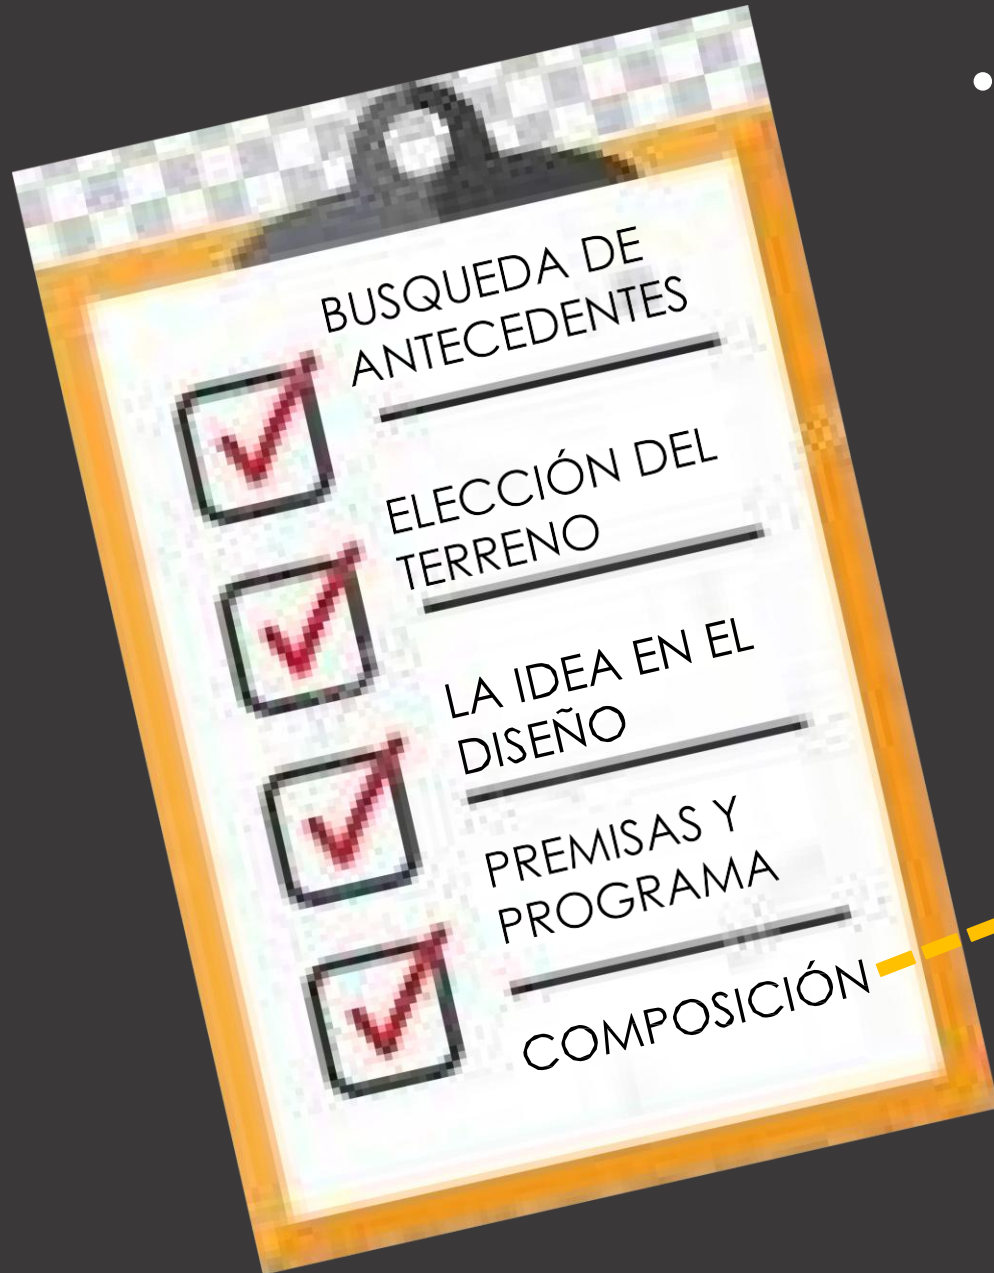 BUSQUEDA DE
ANTECEDENTES
ELECCIÓN DEL
TERRENO
LA IDEA EN EL
DISEÑO
PREMISAS Y
PROGRAMA
COMPOSICIÓN